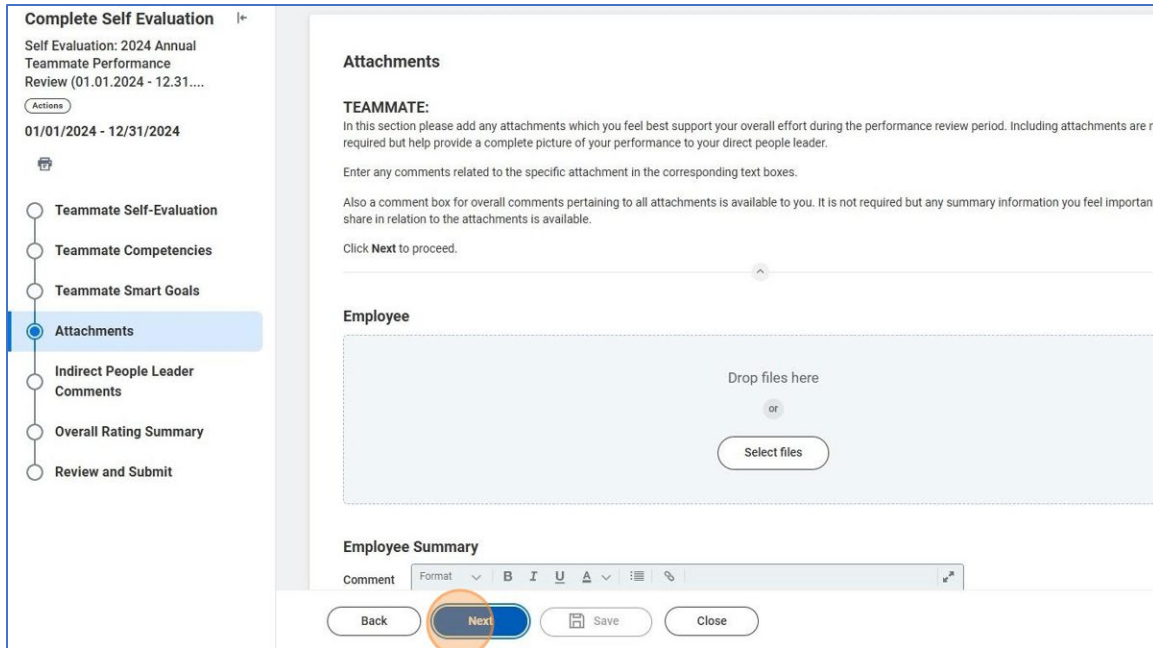 Complete Self Evaluation
Self Evaluation: 2024 Annual
Teammate Performance
Review (01.01.2024 - 12.31....
Actions
01/01/2024 - 12/31/2024
Teammate Self-Evaluation
Teammate Competencies
Teammate Smart Goals
Attachments
Indirect People Leader
Comments
Overall Rating Summary
Review and Submit
Attachments
TEAMMATE:
In this section please add any attachments which you feel best support your overall effort during the performance review period. Including attachments are
required but help provide a complete picture of your performance to your direct people leader.
Enter any comments related to the specific attachment in the corresponding text boxes.
Also a comment box for overall comments pertaining to all attachments is available to you. It is not required but any summary information you feel importan
share in relation to the attachments is available.
Click Next to proceed.
Employee
Drop files here
or
Select files
Employee Summary
Comment
Format B I U A
Back Next Save Close